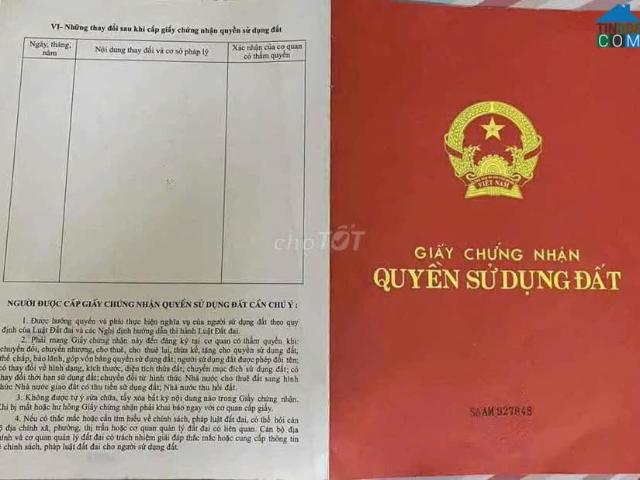 VI- Những thay đổi sau khi cấp giấy chứng nhận quyền sử dụng đất
Ngày, tháng, năm
Nội dung thay đổi và cơ sở pháp lý
Xác nhận của cơ quan có thẩm quyền
NGƯỜI ĐƯỢC CẤP GIẤY CHỨNG NHẬN QUYỀN SỬ DỤNG ĐẤT CẦN CHÚ Ý :
1. Được hưởng quyền và phải thực hiện nghĩa vụ của người sử dụng đất theo quy
định của Luật Đất đai và các Nghị định hướng dẫn thi hành Luật Đất đai.
2. Phải mang Giấy chứng nhận này đến đăng ký tại cơ quan có thẩm quyền khi:
chuyển đổi, chuyển nhượng, cho thuê, cho thuê lại, thừa kế, tặng cho quyền sử dụng đất,
thế chấp, bảo lãnh, góp vốn bằng quyền sử dụng đất; người sử dụng đất được phép đổi tên;
có thay đổi về hình dạng, kích thước, diện tích thửa đất; chuyển mục đích sử dụng đất; có
thay đổi thời hạn sử dụng đất; chuyển đổi từ hình thức Nhà nước cho thuê đất sang hình
thức Nhà nước giao đất có thu tiền sử dụng đất; Nhà nước thu hồi đất.
3. Không được tự ý sửa chữa, tẩy xóa bất kỳ nội dung nào trong Giấy chứng nhận.
Khi bị mất hoặc hư hỏng Giấy chứng nhận phải khai báo ngay với cơ quan cấp giấy.
4. Nếu có thắc mắc hoặc cần tìm hiểu về chính sách, pháp luật đất đai, có thể hỏi cán
bộ địa chính xã, phường, thị trấn hoặc cơ quan quản lý đất đai có liên quan. Cán bộ địa
chính và cơ quan quản lý đất đai có trách nhiệm giải đáp thắc mắc hoặc cung cấp thông tin
về chính sách, pháp luật đất đai cho người sử dụng đất.
chợTỐT
COM
VIỆT NAM
GIẤY CHỨNG NHẬN
QUYỀN SỬ DỤNG ĐẤT
SốAM 927848